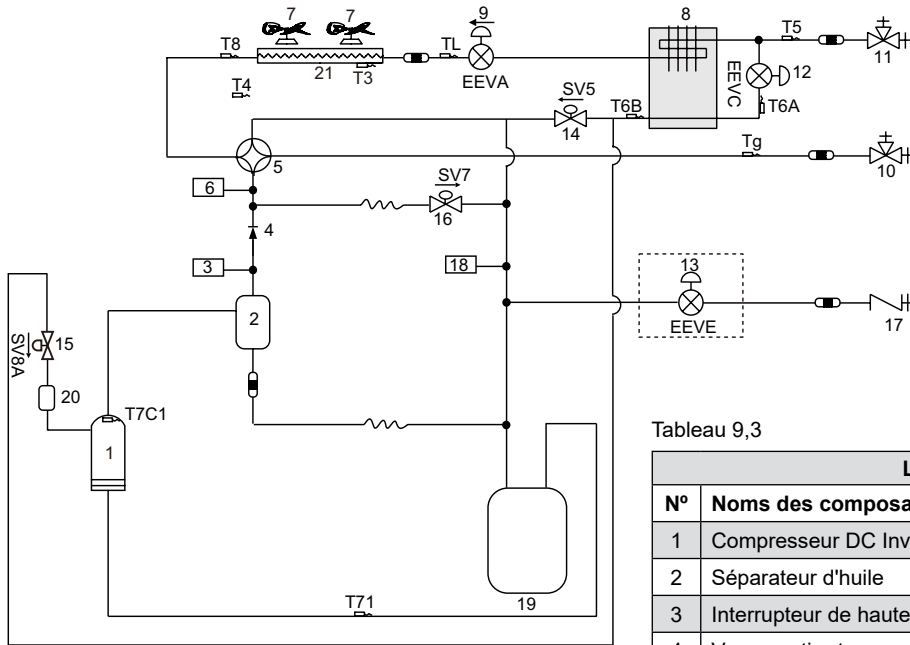 7 7 9 8
T8 TL T5
21 T3 EEVA 11
T4 EEVC 12
SV5 T6B T6A
14
5 Tg
6 SV7 10
16
4
3 18 13
2 EEVE 17
SV8A 15
20
T7C1
1
Tableau 9,3
L
Nº Noms des composa
1 Compresseur DC Inv
2 Séparateur d'huile
3 Interrupteur de haute
T71 19